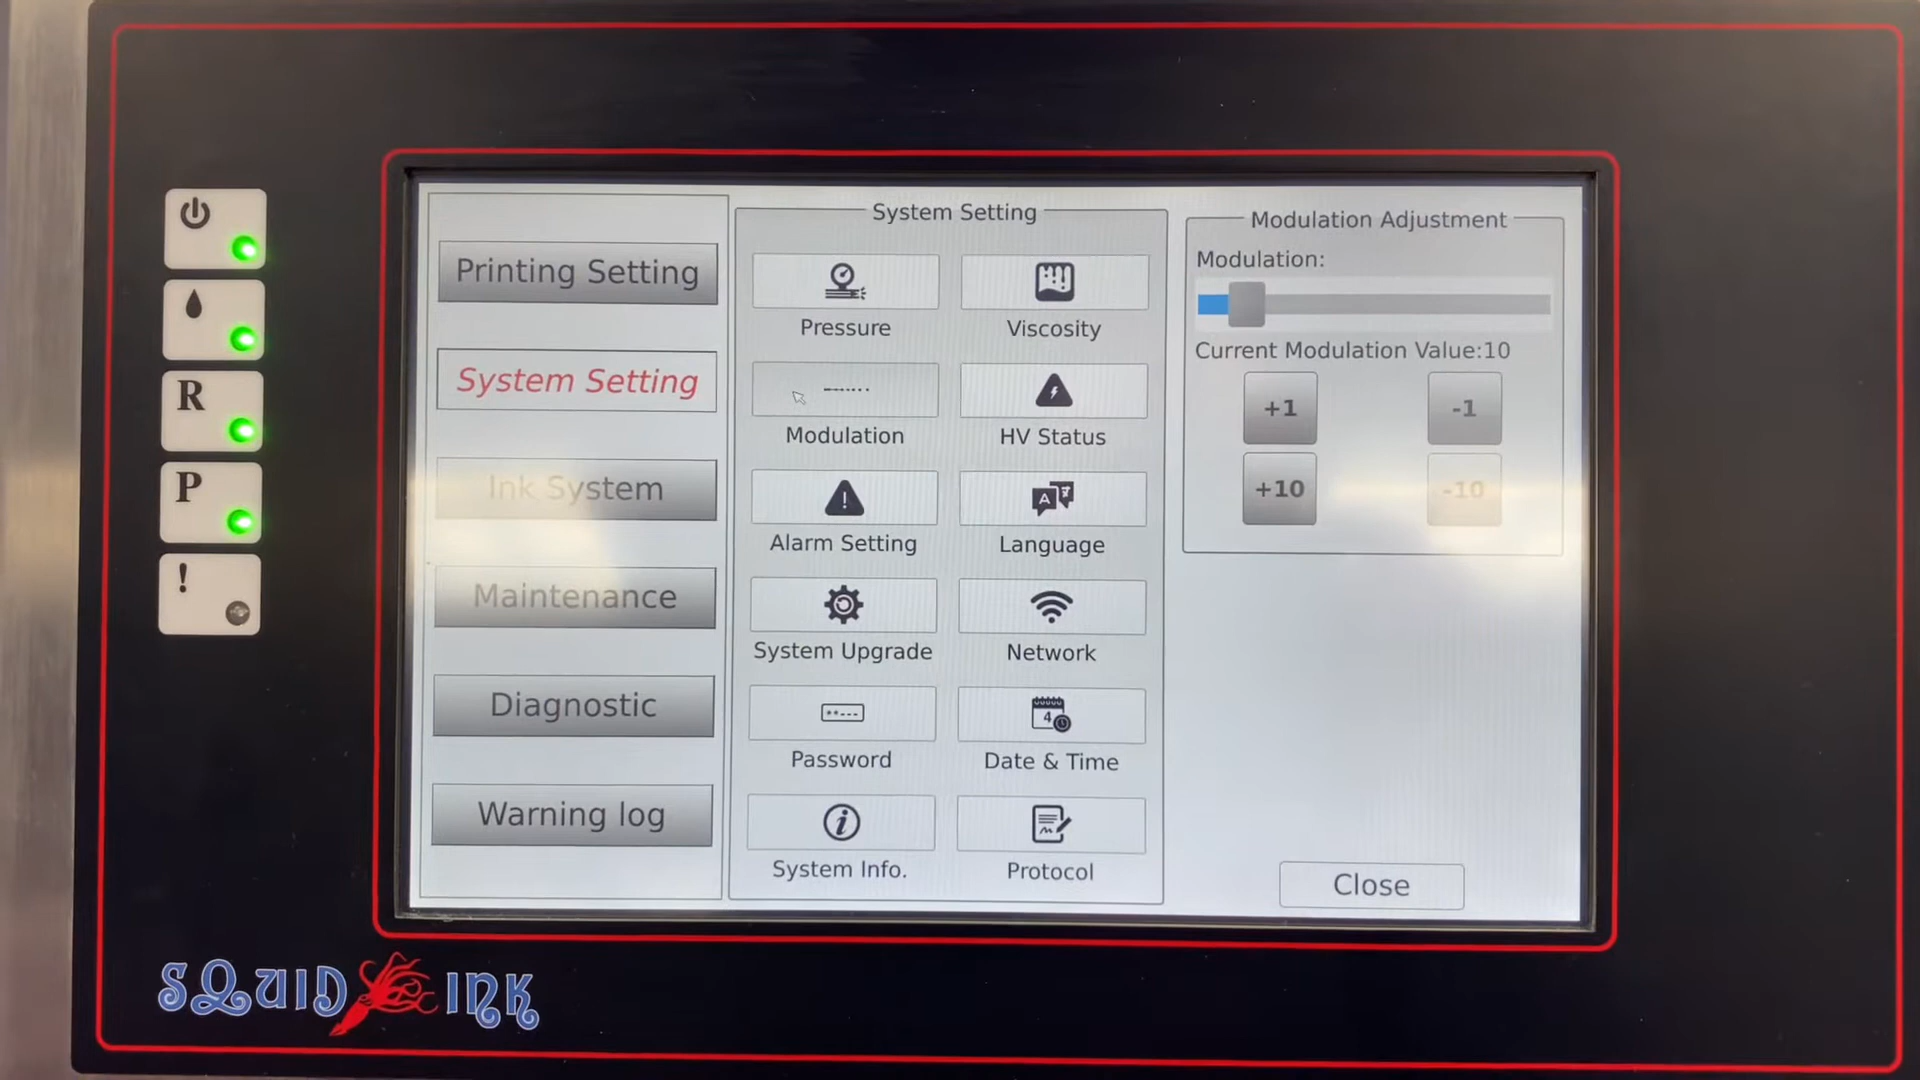 R
P
!
Printing Setting
System Setting
Ink System
Maintenance
Diagnostic
Warning log
System Setting
Pressure
Viscosity
Modulation
HV Status
Alarm Setting
Language
System Upgrade
Network
Password
4
Date & Time
System Info.
Protocol
Modulation Adjustment
Modulation:
Current Modulation Value:10
+1
-1
+10
-10
Close
SQUID INK